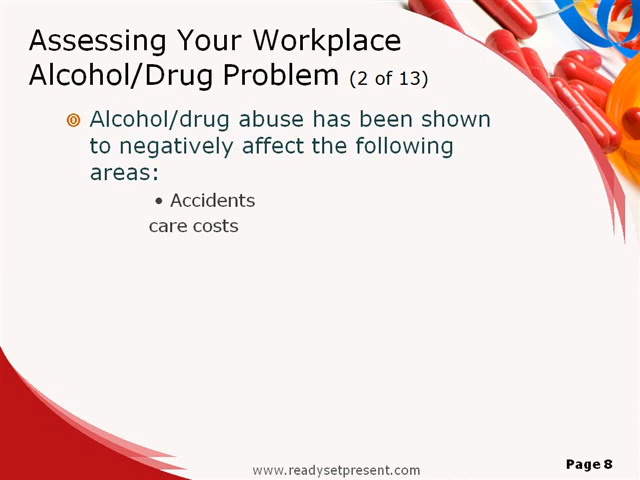 Assessing Your Workplace
Alcohol/Drug Problem (2 of 13)
Alcohol/drug abuse has been shown
to negatively affect the following
areas:
• Accidents
care costs
www.readysetpresent.com
Page 8